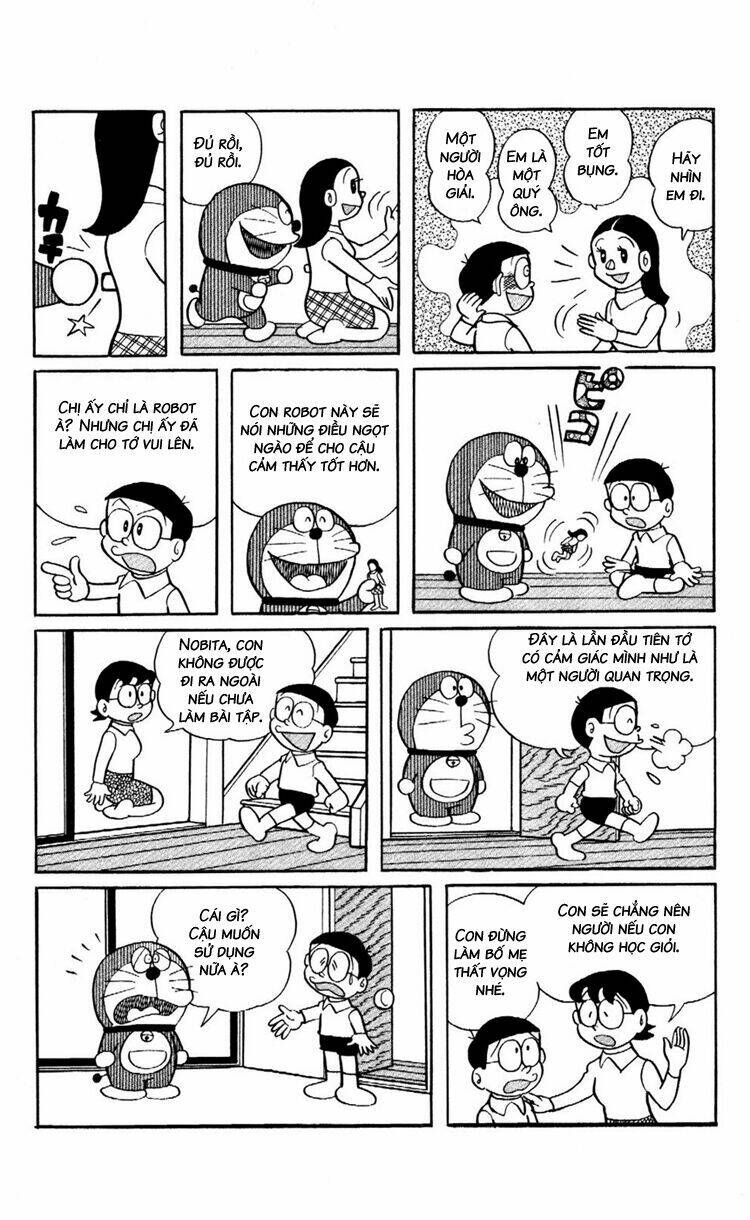 HÃY
NHÌN
EM ĐI.
EM
TỐT
BỤNG.
EM LÀ
MỘT
QUÝ
ÔNG.
MỘT
NGƯỜI
HÒA
GIẢI.
ĐỦ RỒI,
ĐỦ RỒI.
カチ
ピョコ
CON ROBOT NÀY SẼ
NÓI NHỮNG ĐIỀU NGỌT
NGÀO ĐỂ CHO CẬU
CẢM THẤY TỐT HƠN.
CHỊ ẤY CHỈ LÀ ROBOT
À? NHƯNG CHỊ ẤY ĐÃ
LÀM CHO TỚ VUI LÊN.
ĐÂY LÀ LẦN ĐẦU TIÊN TỚ
CÓ CẢM GIÁC MÌNH NHƯ LÀ
MỘT NGƯỜI QUAN TRỌNG.
NOBITA, CON
KHÔNG ĐƯỢC
ĐI RA NGOÀI
NẾU CHƯA
LÀM BÀI TẬP.
CON SẼ CHẲNG NÊN
NGƯỜI NẾU CON
KHÔNG HỌC GIỎI.
CON ĐỪNG
LÀM BỐ MẸ
THẤT VỌNG
NHÉ.
CÁI GÌ?
CẬU MUỐN
SỬ DỤNG
NỮA À?